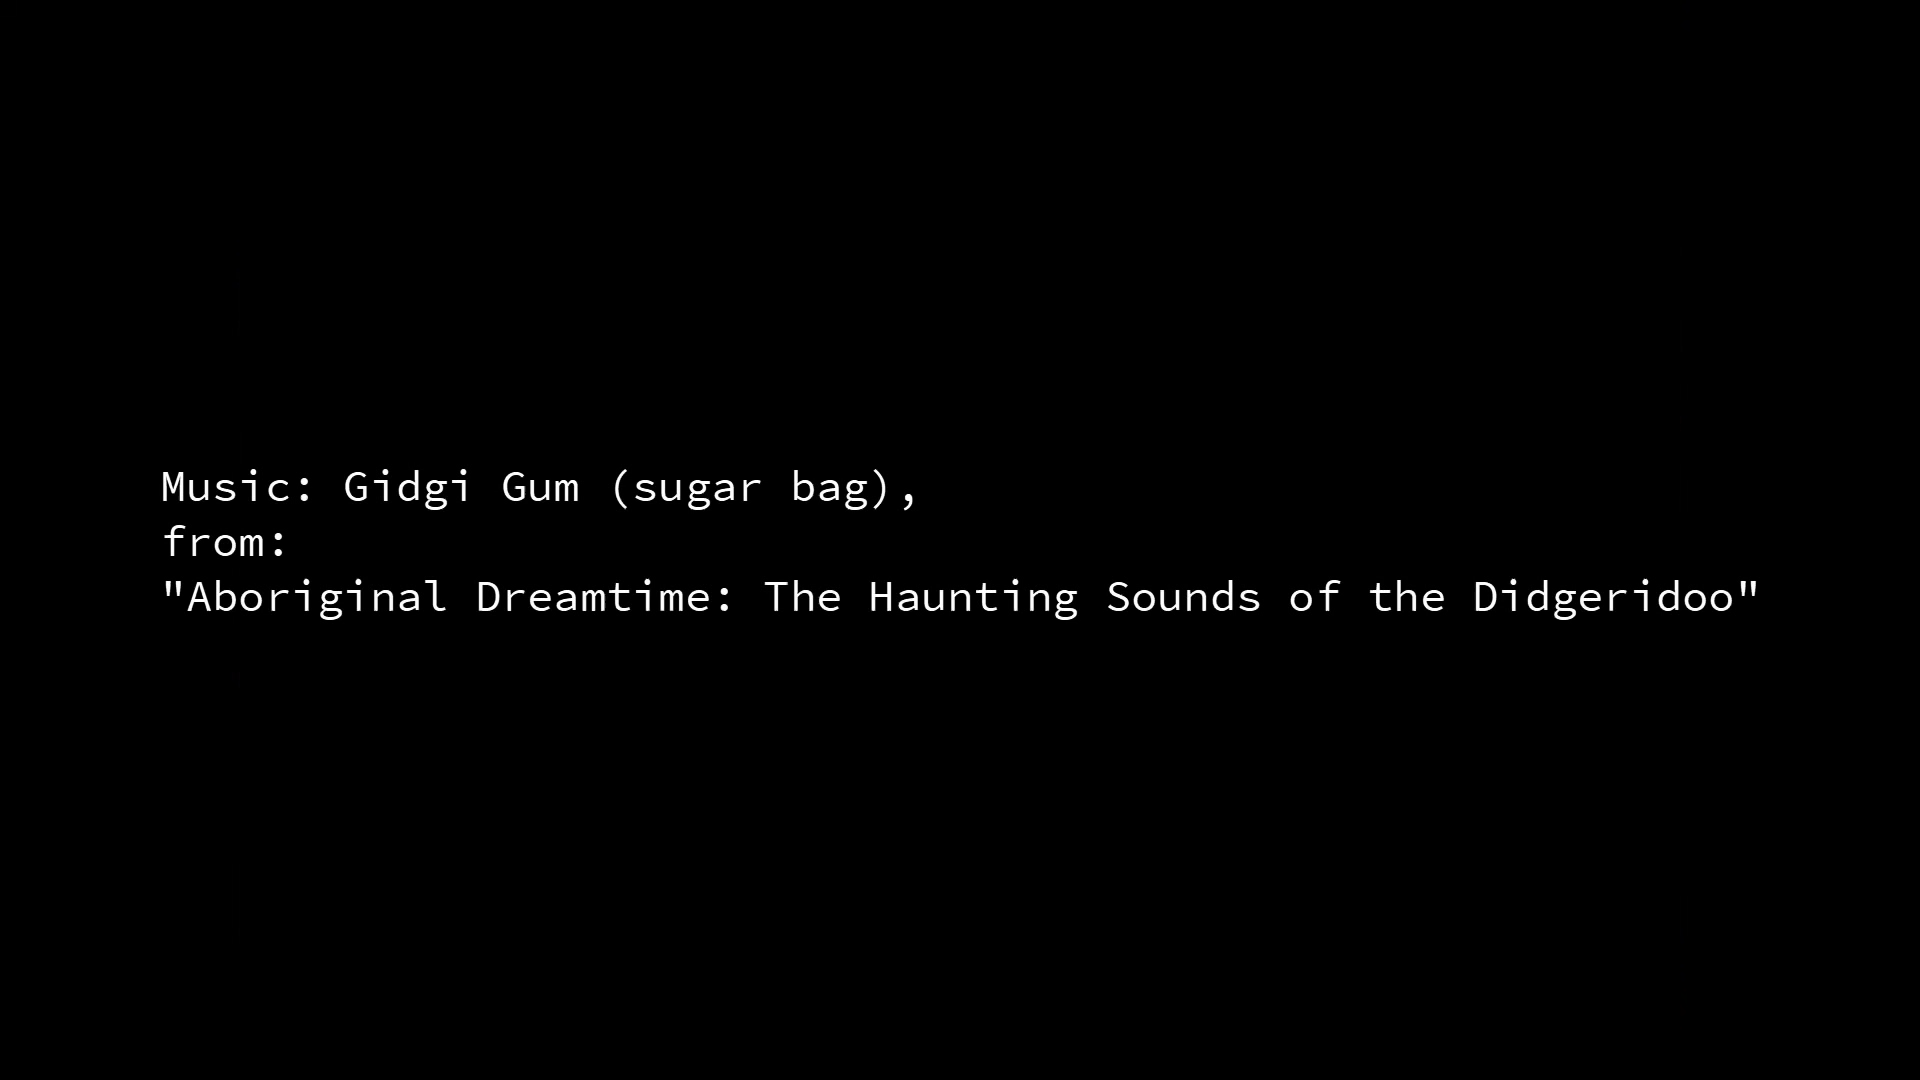 Music: Gidgi Gum (sugar bag),
from:
"Aboriginal Dreamtime: The Haunting Sounds of the Didgeridoo"